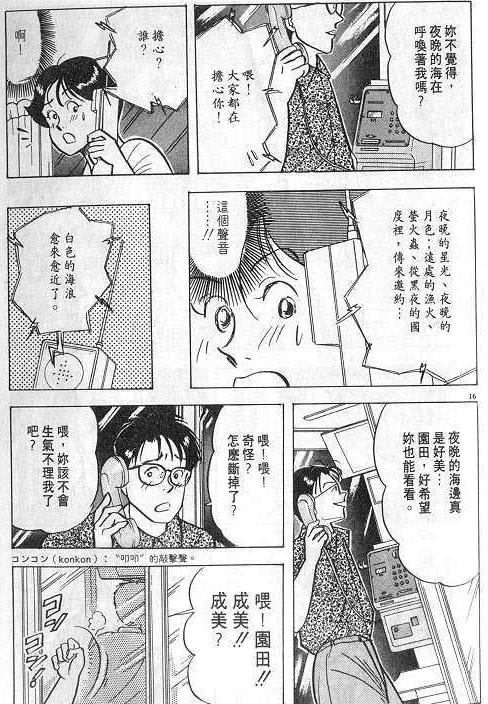 妳不覺得，
夜晚的海在
呼喚著我嗎？
喂！
大家都在
擔心你！
擔心？
誰？
啊！
夜晚的星光、夜晚的
月色；遠處的漁火、
螢火蟲、從黑夜的國
度裡，傳來邀約…
這個聲音
……!!
白色的海浪
愈來愈近了。
16
夜晚的海邊真
是好美…
園田，好希望
妳也能看看。
喂！喂！
奇怪？
怎麼斷掉了？
喂，妳該不會
生氣不理我了
吧？
コンコン（konkon）：“叩叩”的敲擊聲。
喂！園田!!
成美!!
成美？
コンコン